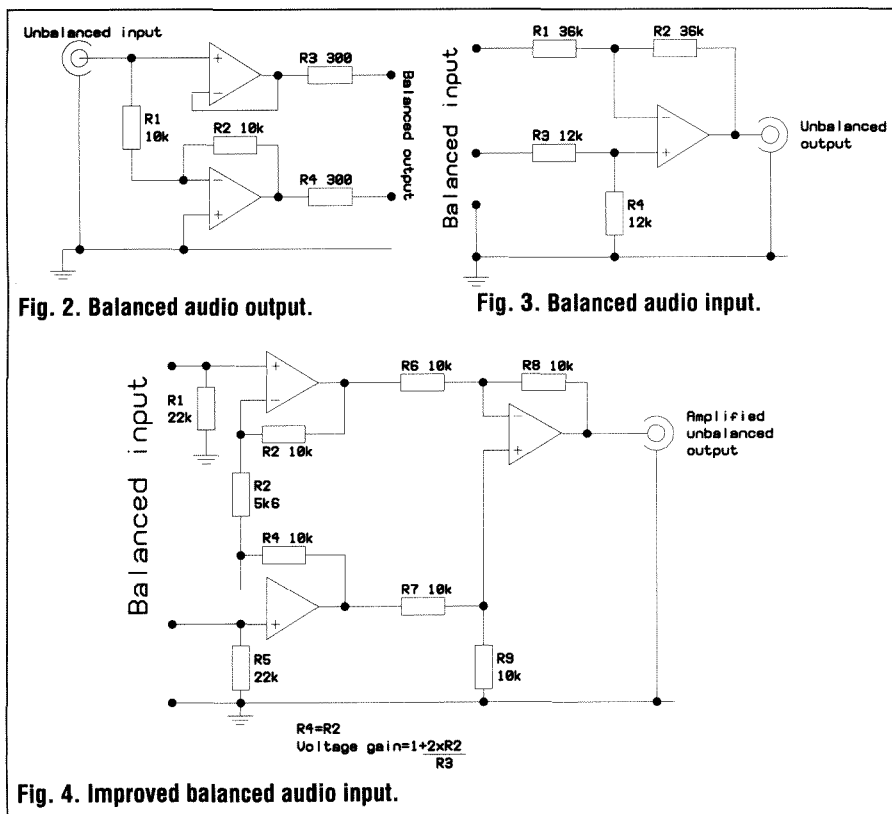 Unbalanced input
+
−
R3 300
R1
10k
R2 10k
−
+
R4 300
Balanced output
Fig. 2. Balanced audio output.
Balanced input
R1 36k
R2 36k
−
+
R3 12k
R4
12k
Unbalanced
output
Fig. 3. Balanced audio input.
Balanced input
R1
22k
+
−
R2 10k
R2
5k6
R4 10k
+
R5
22k
R6 10k
R8 10k
−
+
R7 10k
R9
10k
Amplified
unbalanced
output
R4=R2
Voltage gain=1+2xR2
R3
Fig. 4. Improved balanced audio input.